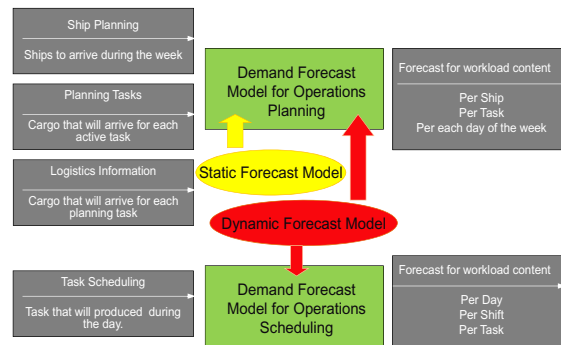 Ship Planning
Ships to arrive during the week
Planning Tasks
Cargo that will arrive for each
active task
Logistics Information
Cargo that will arrive for each
planning task
Demand Forecast
Model for Operations
Planning
Forecast for workload content
Per Ship
Per Task
Per each day of the week
Static Forecast Model
Dynamic Forecast Model
Task Scheduling
Task that will produced during
the day.
Demand Forecast
Model for Operations
Scheduling
Forecast for workload content
Per Day
Per Shift
Per Task